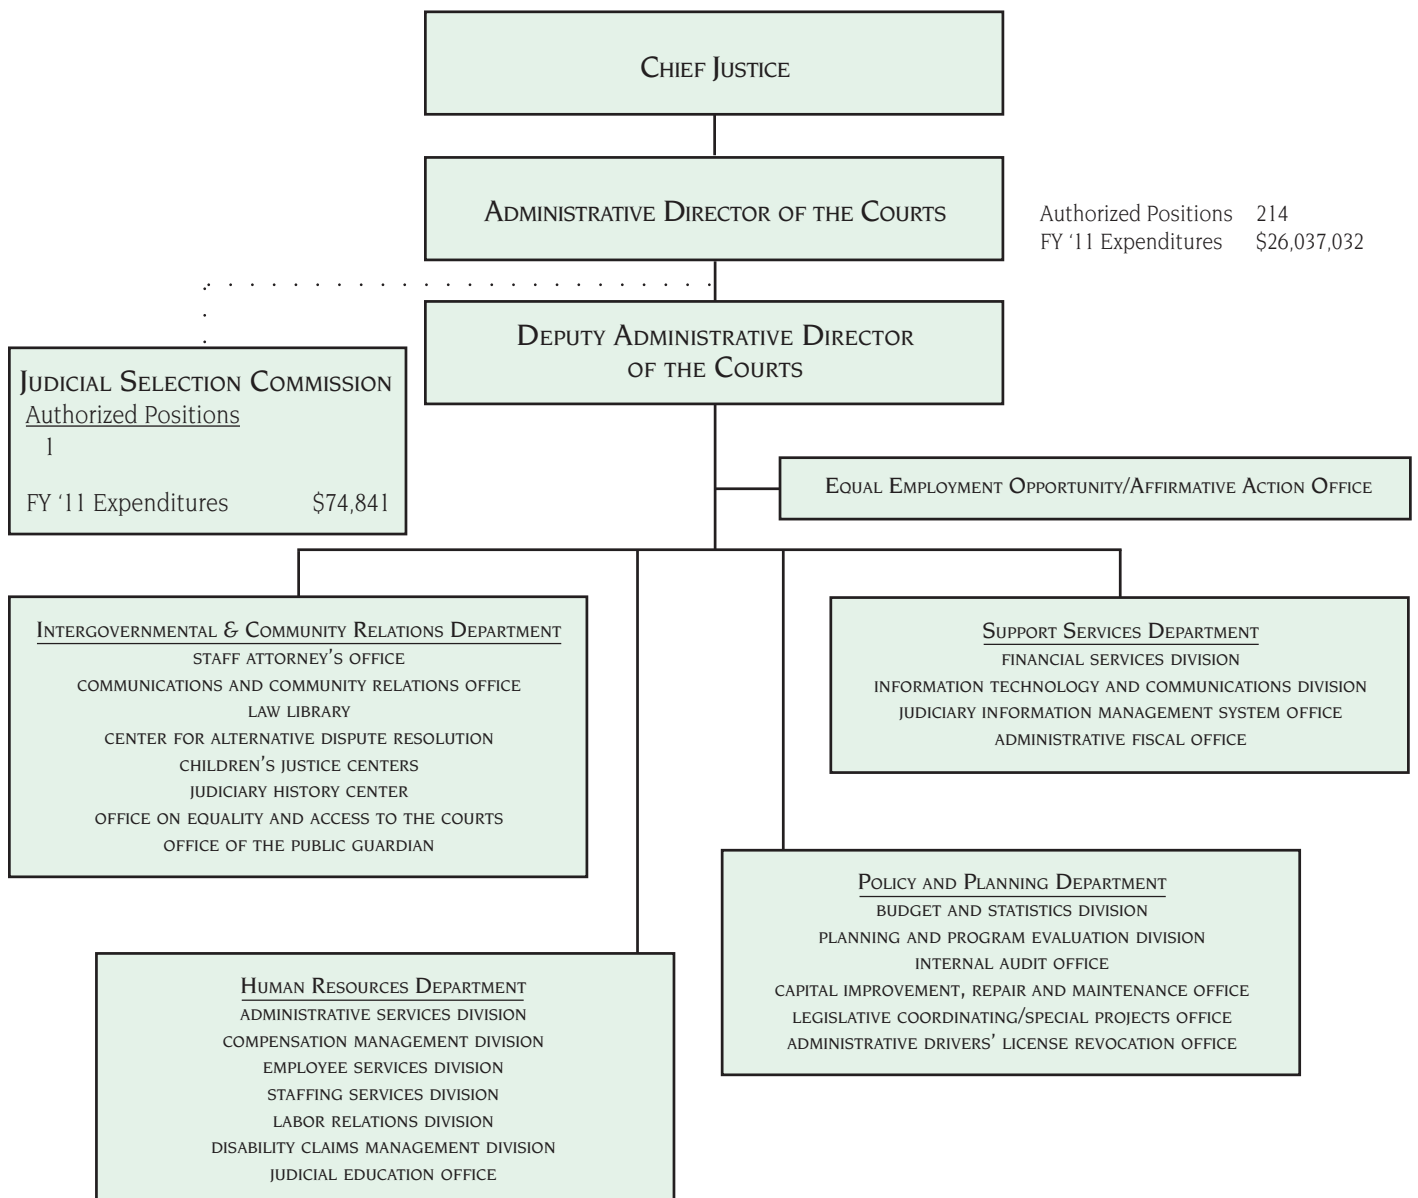 Chief Justice
Administrative Director of the Courts
Authorized Positions 214
FY ‘11 Expenditures $26,037,032
Deputy Administrative Director
of the Courts
Judicial Selection Commission
Authorized Positions
1
FY ‘11 Expenditures $74,841
Equal Employment Opportunity/Affirmative Action Office
Intergovernmental & Community Relations Department
staff attorney’s office
communications and community relations office
law library
center for alternative dispute resolution
children’s justice centers
judiciary history center
office on equality and access to the courts
office of the public guardian
Support Services Department
financial services division
information technology and communications division
judiciary information management system office
administrative fiscal office
Policy and Planning Department
budget and statistics division
planning and program evaluation division
internal audit office
capital improvement, repair and maintenance office
legislative coordinating/special projects office
administrative drivers’ license revocation office
Human Resources Department
administrative services division
compensation management division
employee services division
staffing services division
labor relations division
disability claims management division
judicial education office